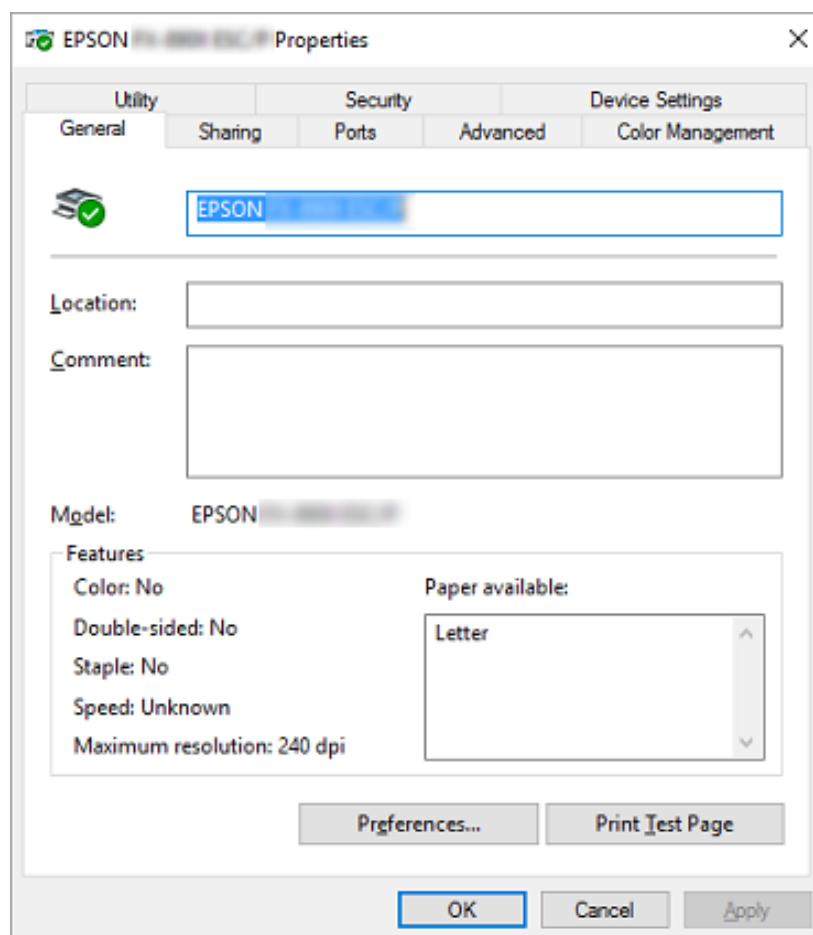 EPSON Properties
Utility Security Device Settings
General Sharing Ports Advanced Color Management
EPSON
Location:
Comment:
Model: EPSON
Features
Color: No
Paper available:
Double-sided: No
Letter
Staple: No
Speed: Unknown
Maximum resolution: 240 dpi
Preferences... Print Test Page
OK Cancel Apply